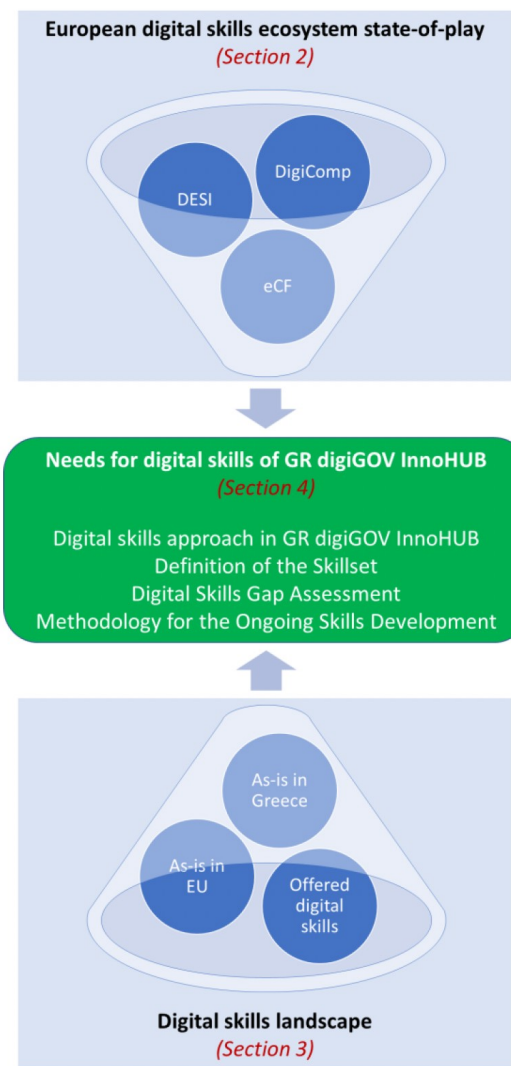 European digital skills ecosystem state-of-play
(Section 2)
DigiComp
DESI
eCF
Needs for digital skills of GR digiGOV InnoHUB
(Section 4)
Digital skills approach in GR digiGOV InnoHUB
Definition of the Skillset
Digital Skills Gap Assessment
Methodology for the Ongoing Skills Development
As-is in
Greece
As-is in
EU
Offered
digital
skills
Digital skills landscape
(Section 3)